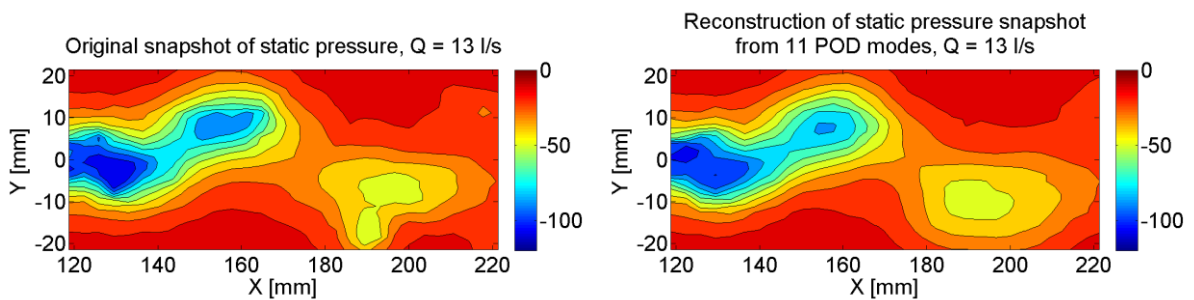 Original snapshot of static pressure, Q = 13 l/s
20
10
0
-10
-20
Y [mm]
120 140 160 180 200 220
X [mm]
0
-50
-100
Reconstruction of static pressure snapshot
from 11 POD modes, Q = 13 l/s
20
10
0
-10
-20
Y [mm]
120 140 160 180 200 220
X [mm]
0
-50
-100